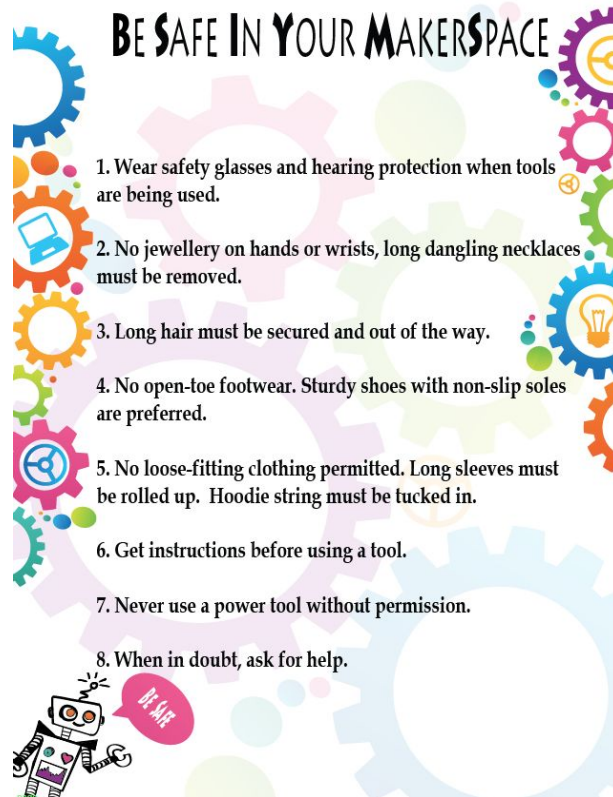 BE SAFE IN YOUR MAKERSPACE
1. Wear safety glasses and hearing protection when tools
are being used.
2. No jewellery on hands or wrists, long dangling necklaces
must be removed.
3. Long hair must be secured and out of the way.
4. No open-toe footwear. Sturdy shoes with non-slip soles
are preferred.
5. No loose-fitting clothing permitted. Long sleeves must
be rolled up.  Hoodie string must be tucked in.
6. Get instructions before using a tool.
7. Never use a power tool without permission.
8. When in doubt, ask for help.
BE SAFE